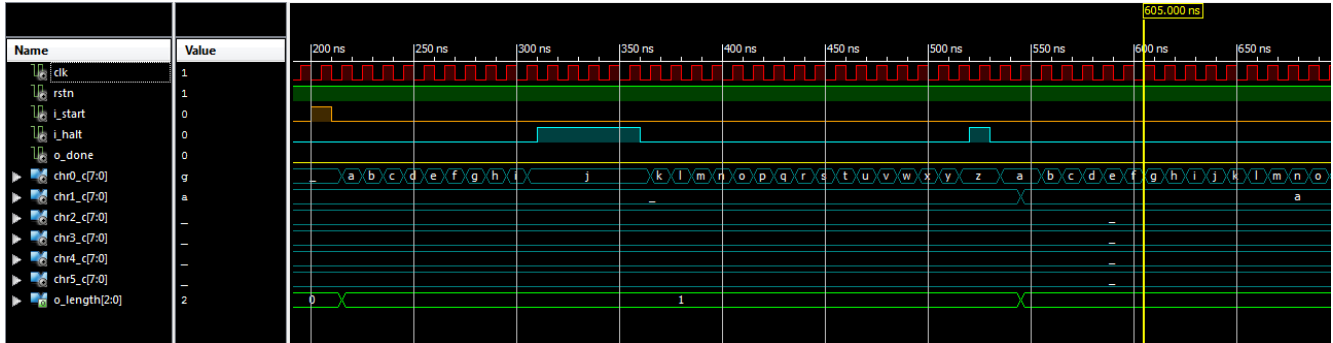 605.000 ns
Name Value
200 ns 250 ns 300 ns 350 ns 400 ns 450 ns 500 ns 550 ns 600 ns 650 ns
clk 1
rstn 1
i_start 0
i_halt 0
o_done 0
chr0_c[7:0] g _ a b c d e f g h i j k l m n o p q r s t u v w x y z a b c d e f g h i j k l m n o
chr1_c[7:0] a _ a
chr2_c[7:0] _ _
chr3_c[7:0] _ _
chr4_c[7:0] _ _
chr5_c[7:0] _
o_length[2:0] 2 0 1